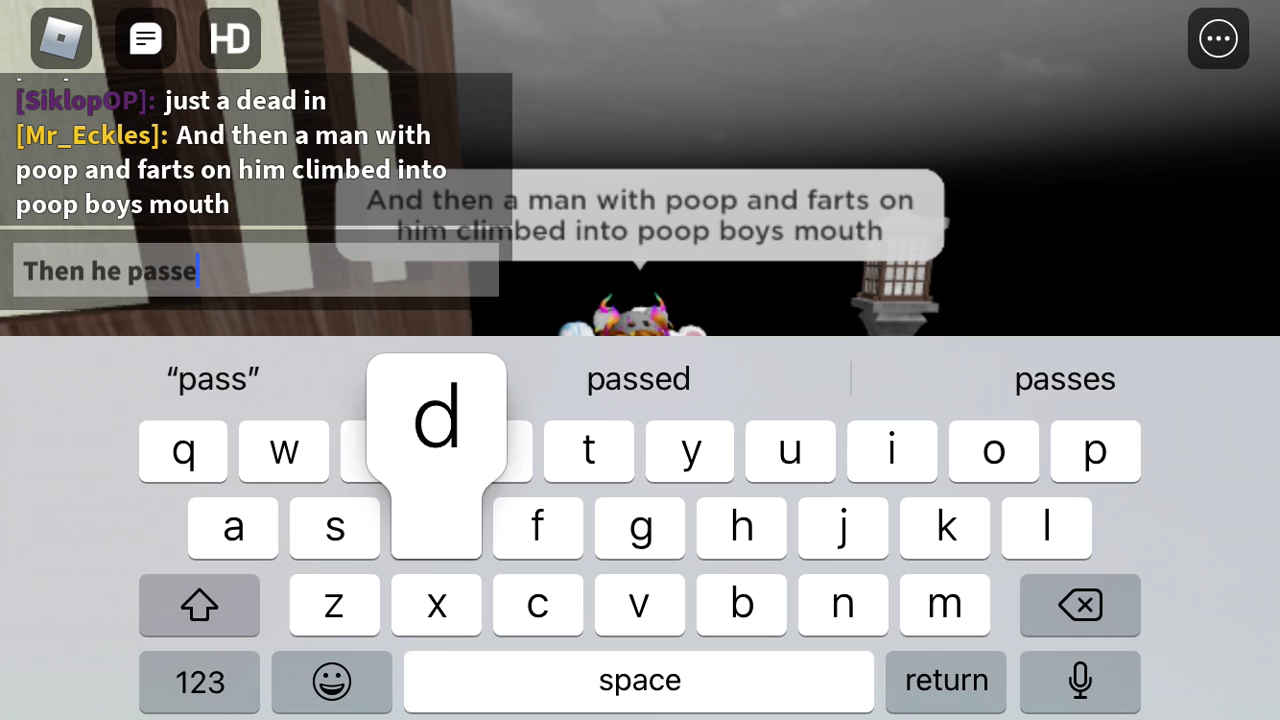 HD
[SiklopOP]: just a dead in
[Mr_Eckles]: And then a man with
poop and farts on him climbed into
poop boys mouth
And then a man with poop and farts on
him climbed into poop boys mouth
Then he passe
“pass” passed passes
d
q w t y u i o p
a s f g h j k l
z x c v b n m
123 space return